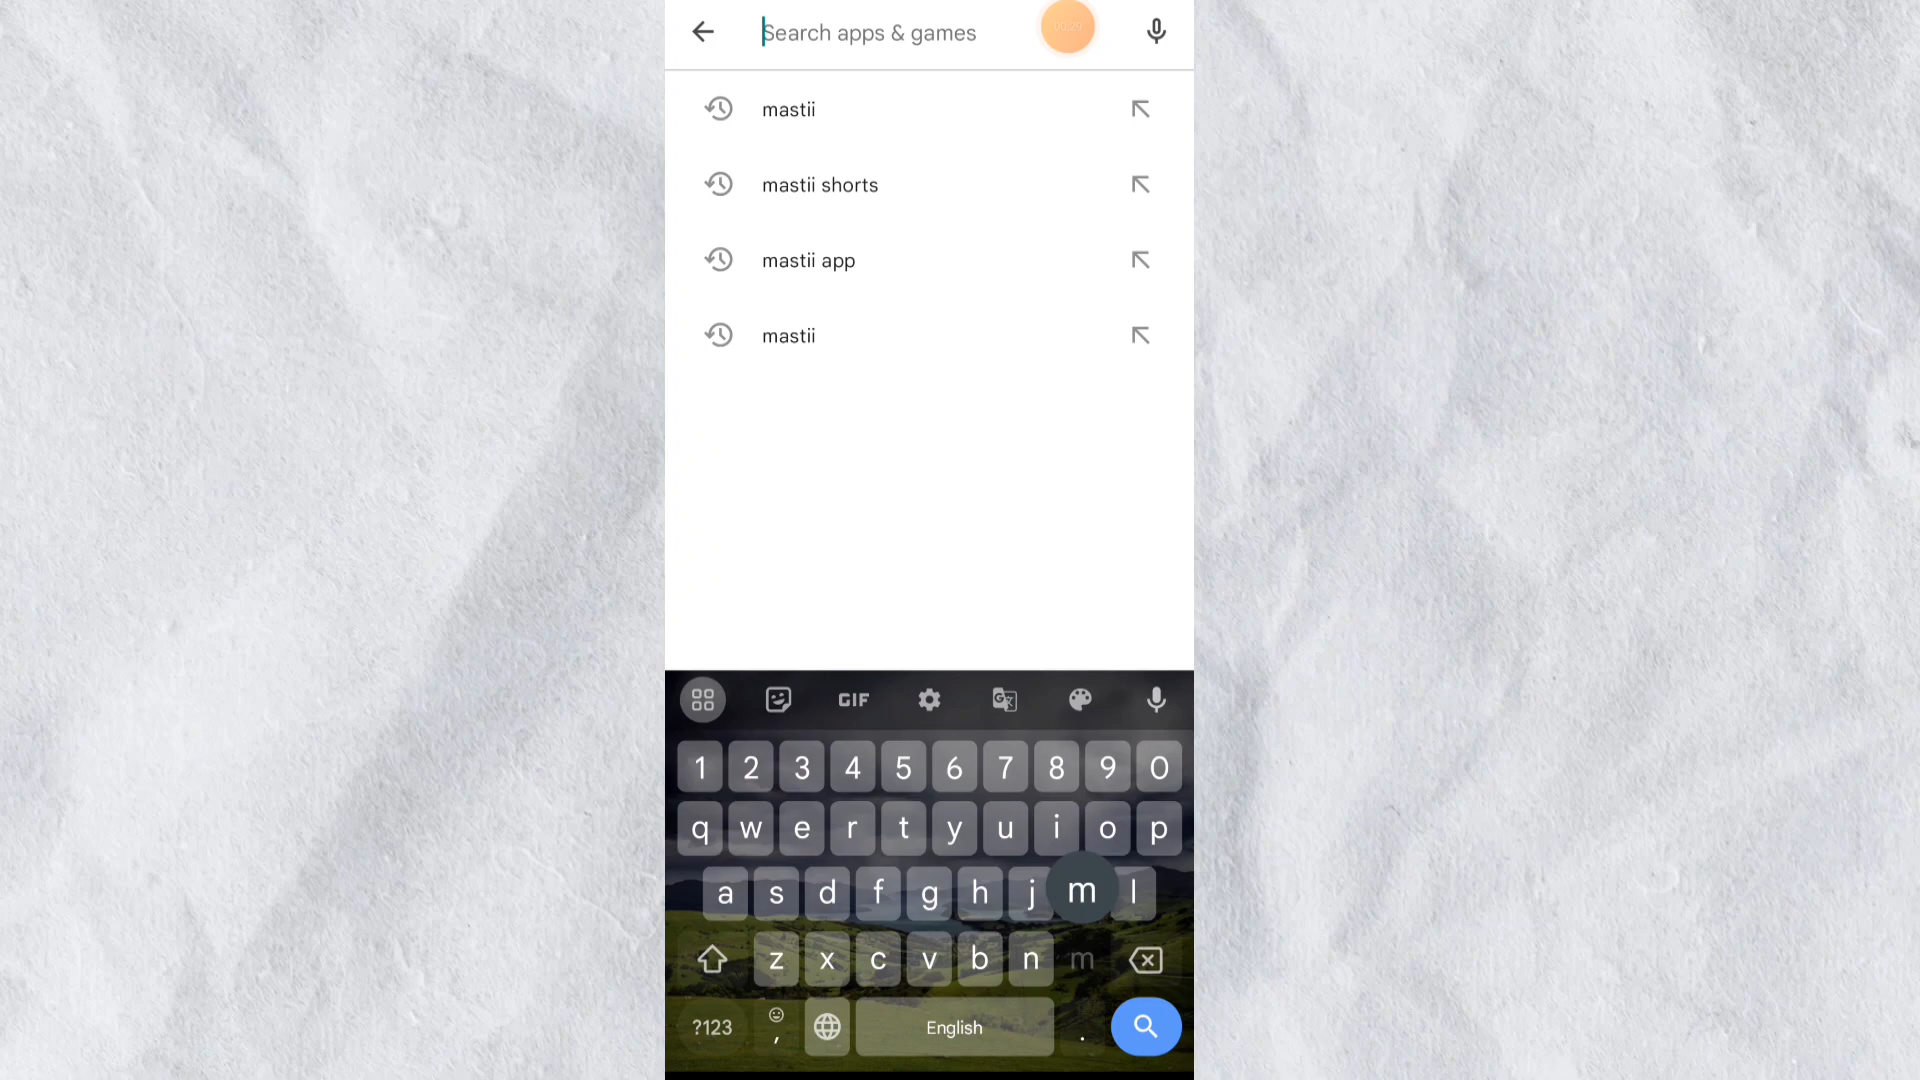 Search apps & games
mastii
mastii shorts
mastii app
mastii
GIF
1 2 3 4 5 6 7 8 9 0
q w e r t y u i o p
a s d f g h j m l
z x c v b n m
?123 , English .